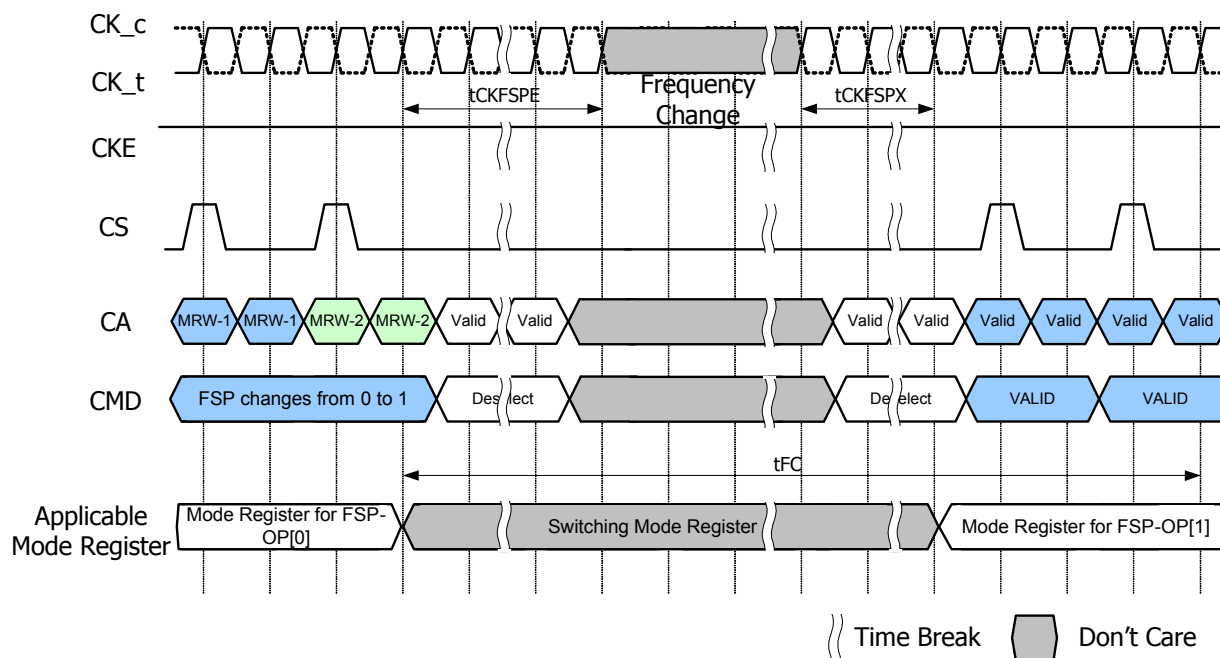 CK_c
CK_t
tCKFSPE
Frequency
Change
tCKFSPX
CKE
CS
CA
MRW-1
MRW-1
MRW-2
MRW-2
Valid
Valid
Valid
Valid
Valid
Valid
Valid
Valid
CMD
FSP changes from 0 to 1
Deselect
Deselect
VALID
VALID
tFC
Applicable
Mode Register
Mode Register for FSP-
OP[0]
Switching Mode Register
Mode Register for FSP-OP[1]
Time Break
Don't Care